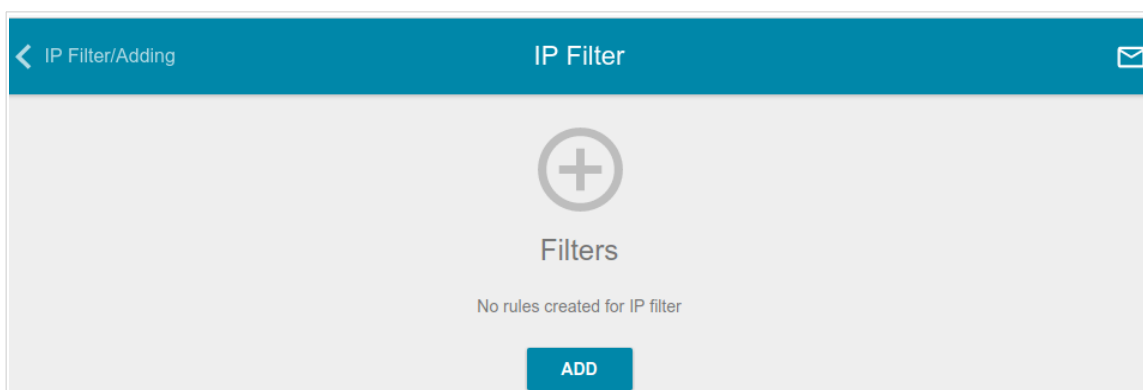 IP Filter/Adding
IP Filter
Filters
No rules created for IP filter
ADD